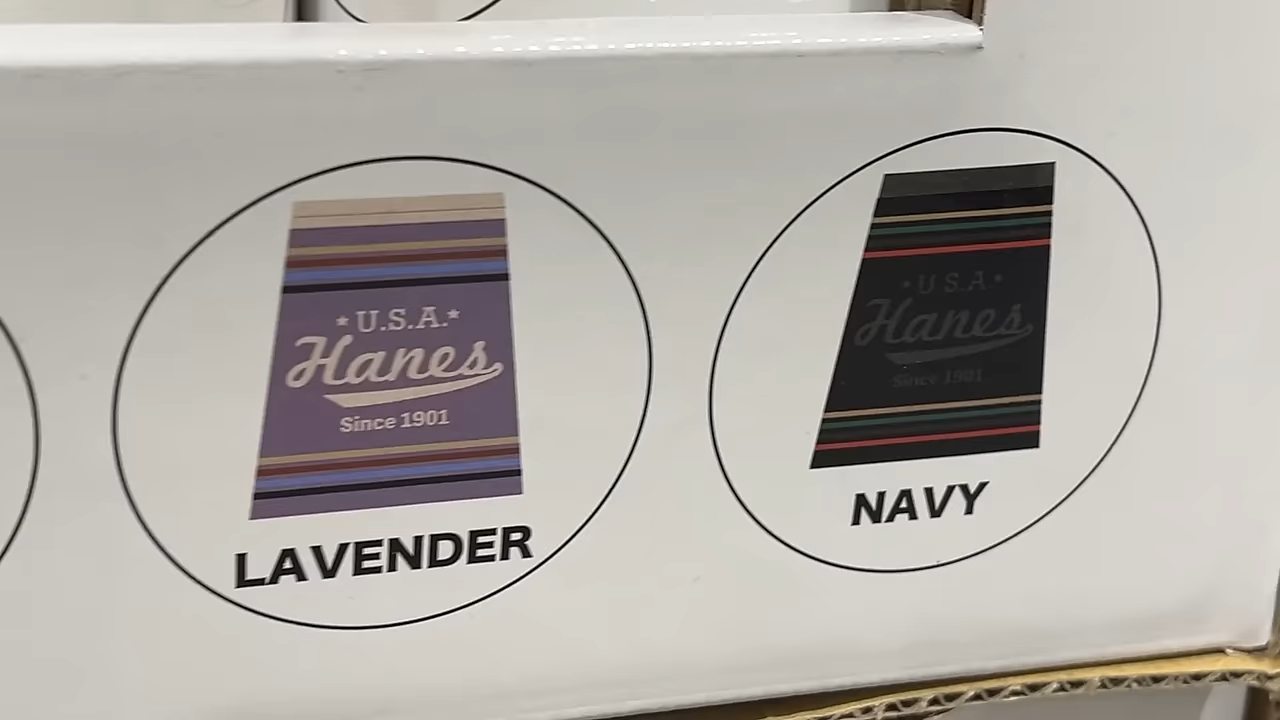 ★U.S.A.★
Hanes
Since 1901
LAVENDER
• U.S.A. •
Hanes
Since 1901
NAVY